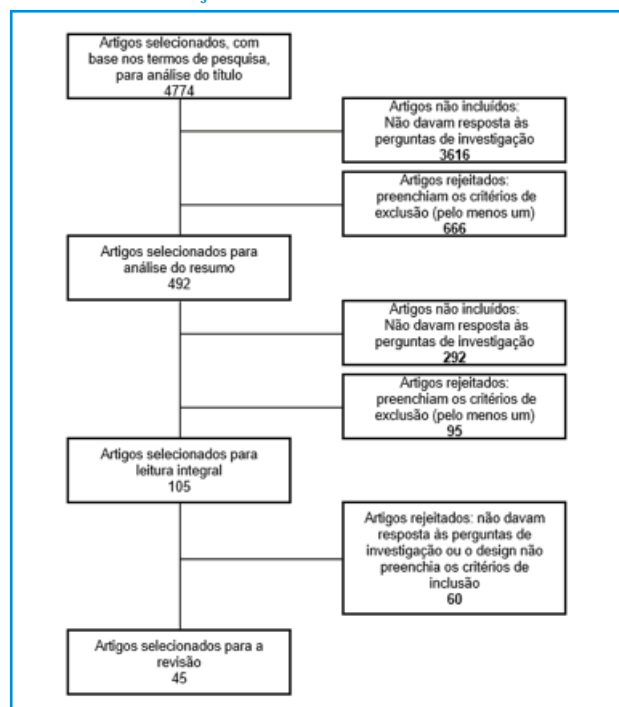 Artigos selecionados, com
base nos termos de pesquisa,
para análise do título
4774
Artigos não incluídos:
Não davam resposta às
perguntas de investigação
3616
Artigos rejeitados:
preenchiam os critérios de
exclusão (pelo menos um)
666
Artigos selecionados para
análise do resumo
492
Artigos não incluídos:
Não davam resposta às
perguntas de investigação
292
Artigos rejeitados:
preenchiam os critérios de
exclusão (pelo menos um)
95
Artigos selecionados para
leitura integral
105
Artigos rejeitados: não davam
resposta às perguntas de
investigação ou o design não
preenchia os critérios de
inclusão
60
Artigos selecionados para a
revisão
45